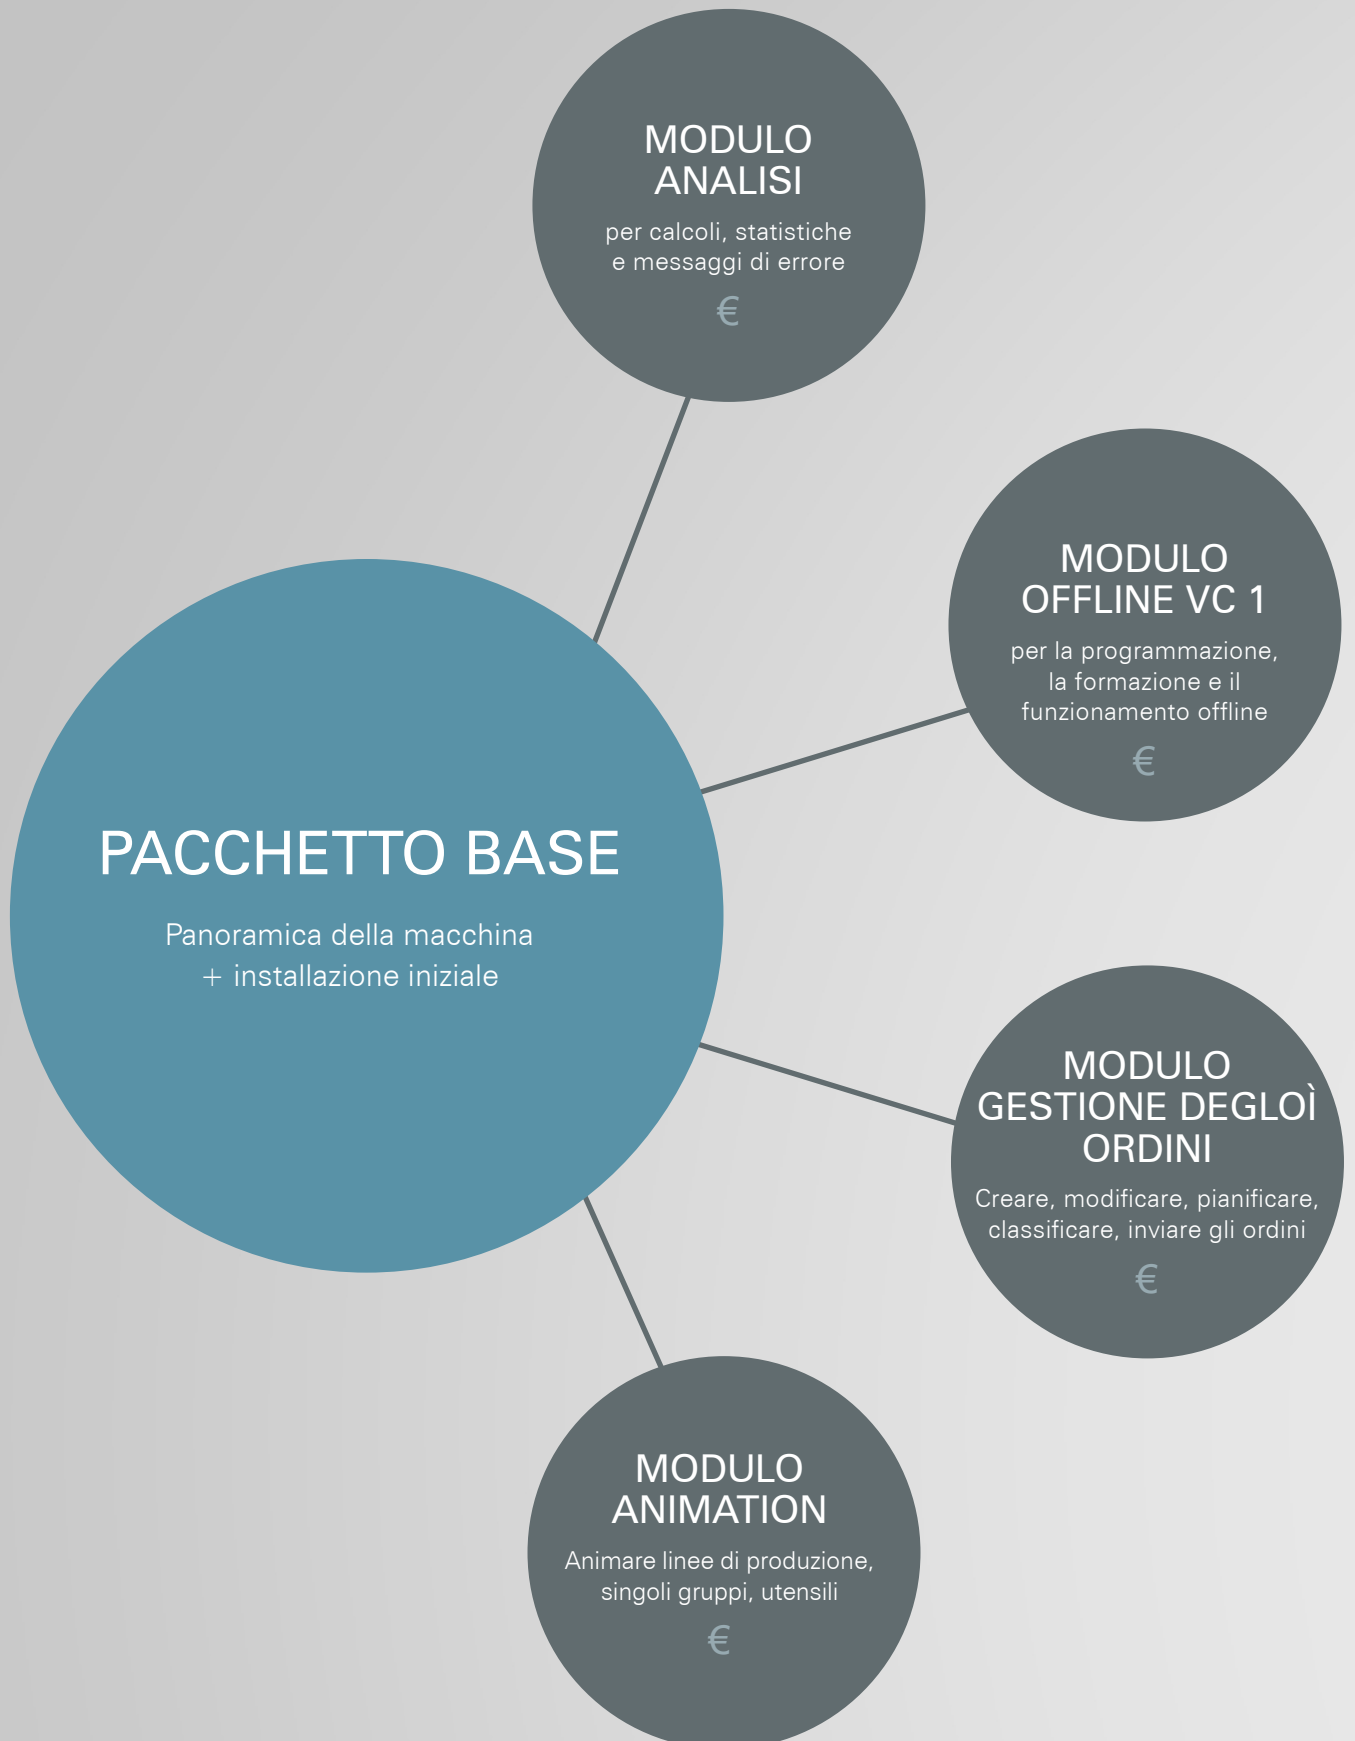 MODULO
ANALISI
per calcoli, statistiche
e messaggi di errore
€
MODULO
OFFLINE VC 1
per la programmazione,
la formazione e il
funzionamento offline
€
PACCHETTO BASE
Panoramica della macchina
+ installazione iniziale
MODULO
GESTIONE DEGLOÌ
ORDINI
Creare, modificare, pianificare,
classificare, inviare gli ordini
€
MODULO
ANIMATION
Animare linee di produzione,
singoli gruppi, utensili
€